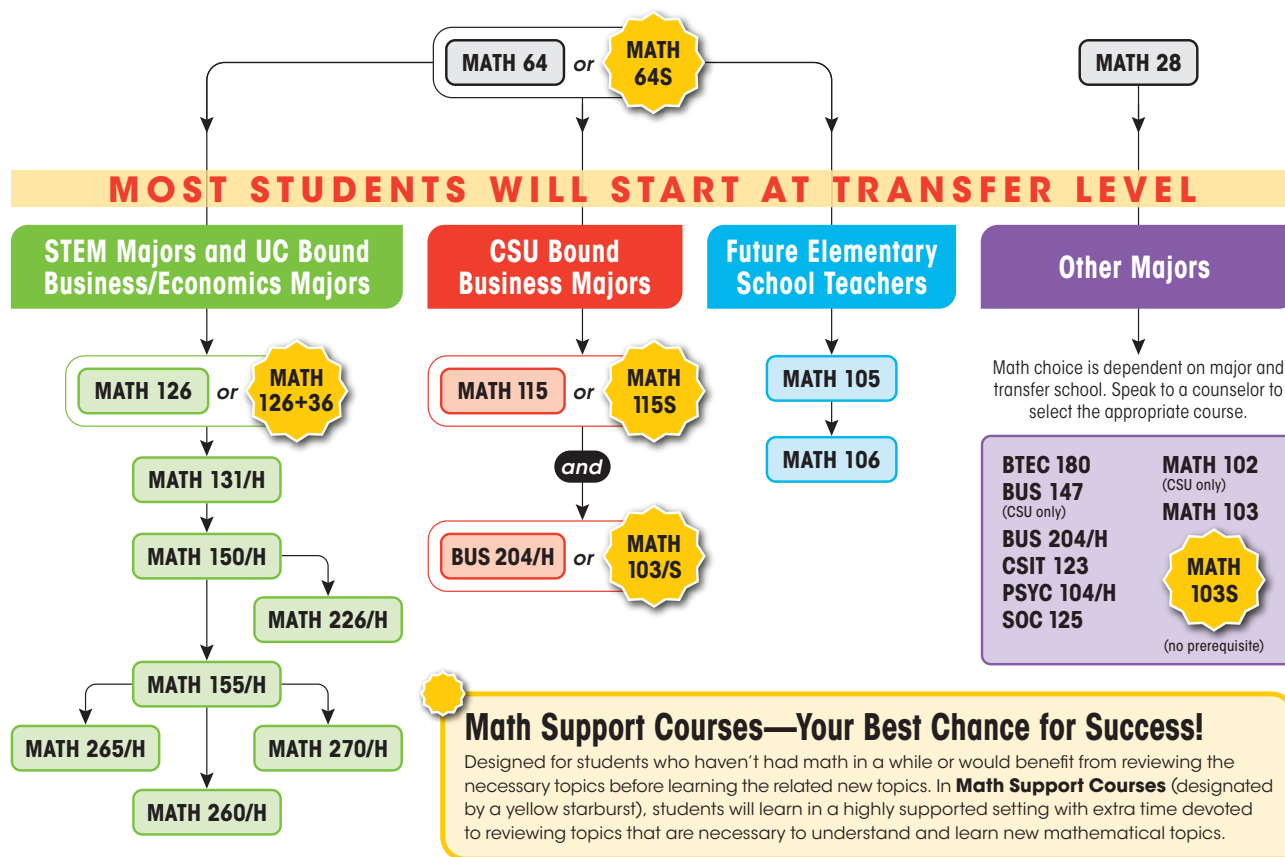 MATH 64 or MATH
64S
MATH 28
MOST STUDENTS WILL START AT TRANSFER LEVEL
STEM Majors and UC Bound
Business/Economics Majors
MATH 126 or MATH
126+36
MATH 131/H
MATH 150/H
MATH 226/H
MATH 155/H
MATH 265/H
MATH 270/H
MATH 260/H
CSU Bound
Business Majors
MATH 115 or MATH
115S
and
BUS 204/H or MATH
103/S
Future Elementary
School Teachers
MATH 105
MATH 106
Other Majors
Math choice is dependent on major and
transfer school. Speak to a counselor to
select the appropriate course.
BTEC 180
BUS 147
(CSU only)
BUS 204/H
CSIT 123
PSYC 104/H
SOC 125
MATH 102
(CSU only)
MATH 103
MATH
103S
(no prerequisite)
Math Support Courses—Your Best Chance for Success!
Designed for students who haven't had math in a while or would benefit from reviewing the
necessary topics before learning the related new topics. In Math Support Courses (designated
by a yellow starburst), students will learn in a highly supported setting with extra time devoted
to reviewing topics that are necessary to understand and learn new mathematical topics.